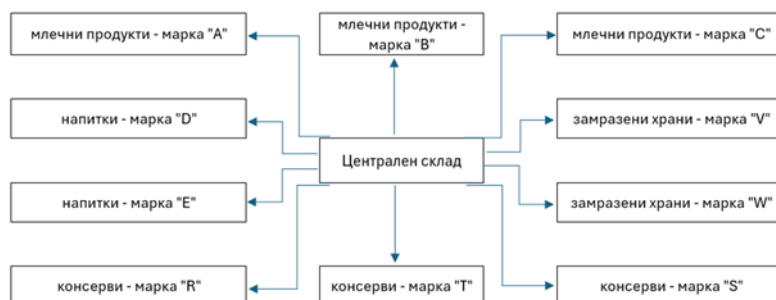 млечни продукти - марка "A"
млечни продукти -
марка "B"
млечни продукти - марка "C"
напитки - марка "D"
замразени храни - марка "V"
Централен склад
напитки - марка "E"
замразени храни - марка "W"
консерви - марка "R"
консерви - марка "T"
консерви - марка "S"